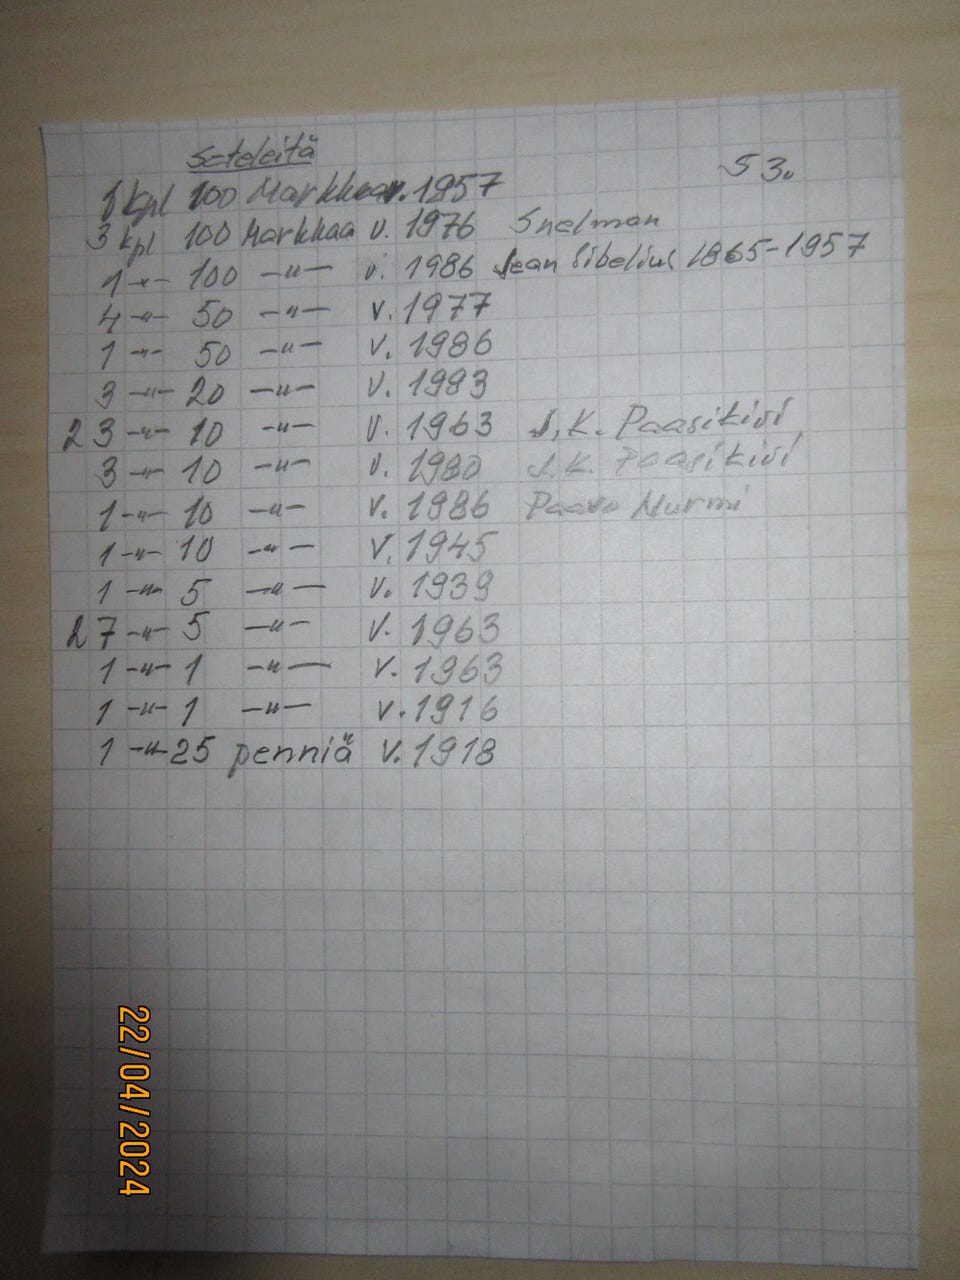 Seteleitä
S 3.
1 kpl 100 Markkaa v. 1957
3 kpl 100 Markkaa v. 1976 Snelman
1 -"- 100 -"- v. 1986 Jean Sibelius 1865-1957
4 -"- 50 -"- v. 1977
1 -"- 50 -"- v. 1986
3 -"- 20 -"- v. 1993
23 -"- 10 -"- v. 1963 J.K. Paasikivi
3 -"- 10 -"- v. 1980 J.K. Paasikivi
1 -"- 10 -"- v. 1986 Paavo Nurmi
1 -"- 10 -"- v. 1945
1 -"- 5 -"- v. 1939
27 -"- 5 -"- v. 1963
1 -"- 1 -"- v. 1963
1 -"- 1 -"- v. 1916
1 -"- 25 penniä v. 1918
22/04/2024